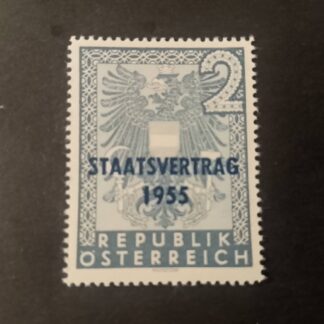 2
STAATSVERTRAG
1955
REPUBLIK
ÖSTERREICH